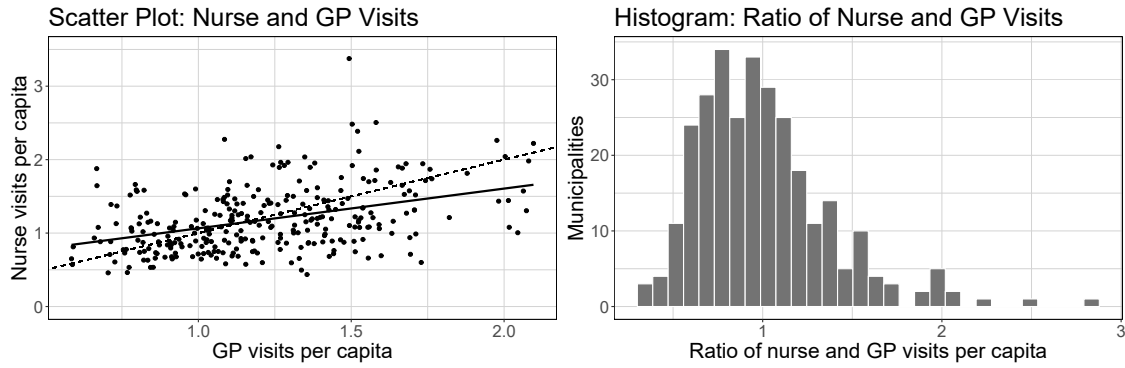 Scatter Plot: Nurse and GP Visits
Nurse visits per capita
3
2
1
0
1.0 1.5 2.0
GP visits per capita
Histogram: Ratio of Nurse and GP Visits
Municipalities
30
20
10
0
1 2 3
Ratio of nurse and GP visits per capita